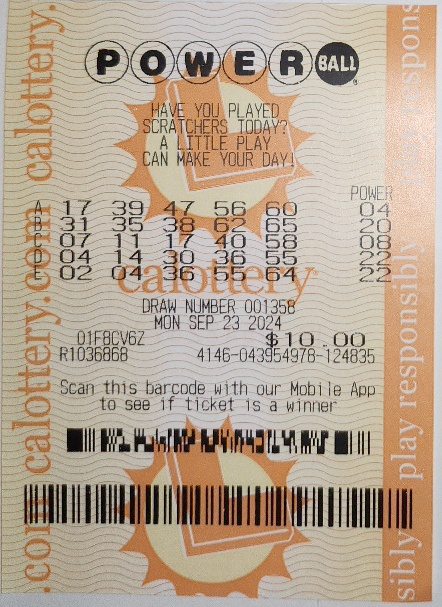 calottery.com calottery.
POWER BALL
HAVE YOU PLAYED
SCRATCHERS TODAY?
A LITTLE PLAY
CAN MAKE YOUR DAY!
POWER
A 17 39 47 56 60 04
B 31 35 38 62 65 20
C 07 11 17 40 58 08
D 04 14 30 36 55 22
E 02 04 36 55 64 22
calottery
DRAW NUMBER 001358
MON SEP 23 2024
01F8CV6Z $10.00
R1036868 4146-043954978-124835
Scan this barcode with our Mobile App
to see if ticket is a winner
calottery
.com
sibly play responsibly